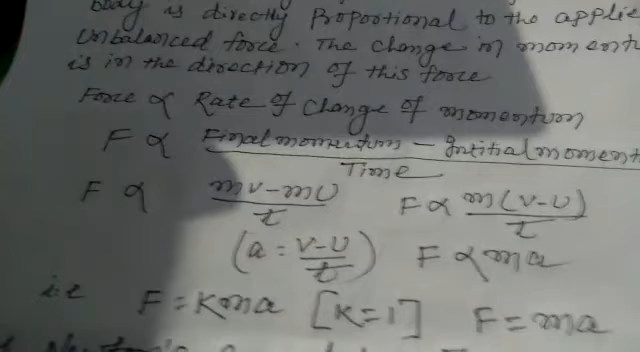 body is directly Proportional to the applie
Unbalanced force. The change in momentu
is in the direction of this force
Force ∝ Rate of Change of momentum
F ∝ Final momentum - Intitial moment
Time
F ∝ mv-mU / t F ∝ m(v-U) / t
(a = v-U / t) F ∝ ma
ie F = Kma [K=1] F = ma